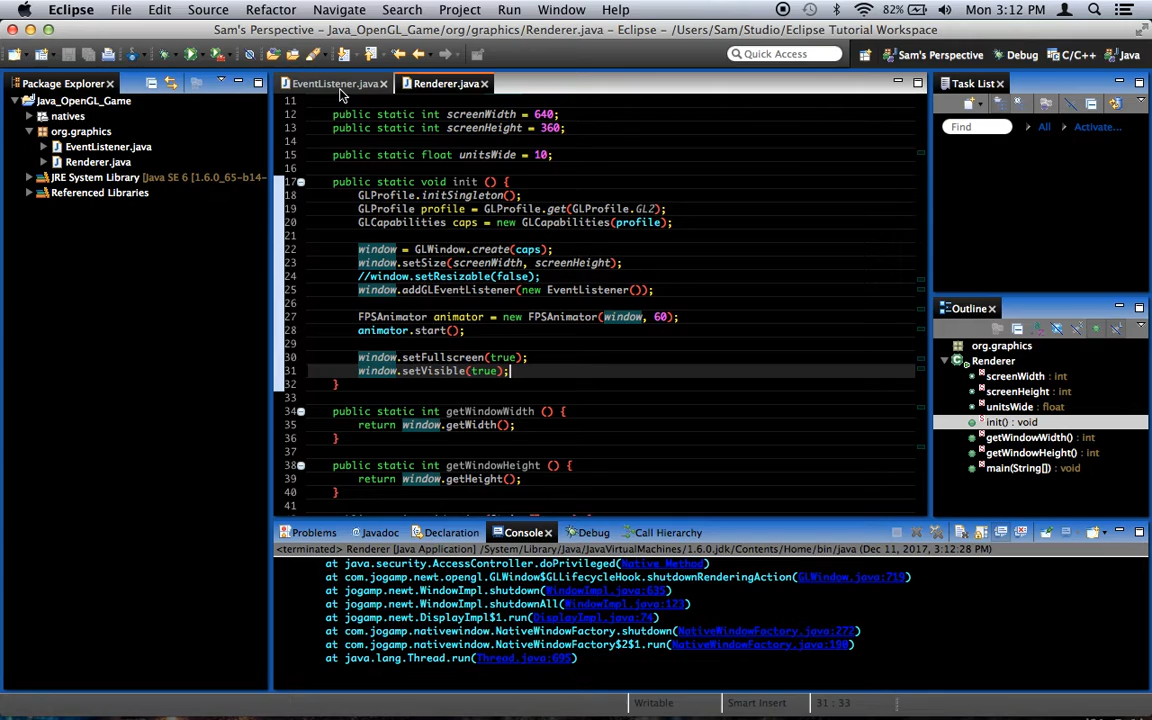 Eclipse File Edit Source Refactor Navigate Search Project Run Window Help 82% Mon 3:12 PM
Sam's Perspective - Java_OpenGL_Game/org/graphics/Renderer.java - Eclipse - /Users/Sam/Studio/Eclipse Tutorial Workspace
Quick Access Sam's Perspective Debug C/C++ Java
Package Explorer
Java_OpenGL_Game
natives
org.graphics
EventListener.java
Renderer.java
JRE System Library [Java SE 6 [1.6.0_65-b14-
Referenced Libraries
EventListener.java Renderer.java
11
12 public static int screenWidth = 640;
13 public static int screenHeight = 360;
14
15 public static float unitsWide = 10;
16
17 public static void init () {
18 GLProfile.initSingleton();
19 GLProfile profile = GLProfile.get(GLProfile.GL2);
20 GLCapabilities caps = new GLCapabilities(profile);
21
22 window = GLWindow.create(caps);
23 window.setSize(screenWidth, screenHeight);
24 //window.setResizable(false);
25 window.addGLEventListener(new EventListener());
26
27 FPSAnimator animator = new FPSAnimator(window, 60);
28 animator.start();
29
30 window.setFullscreen(true);
31 window.setVisible(true);
32 }
33
34 public static int getWindowWidth () {
35 return window.getWidth();
36 }
37
38 public static int getWindowHeight () {
39 return window.getHeight();
40 }
41
Task List
Find All Activate...
Outline
org.graphics
Renderer
screenWidth : int
screenHeight : int
unitsWide : float
init() : void
getWindowWidth() : int
getWindowHeight() : int
main(String[]) : void
Problems Javadoc Declaration Console Debug Call Hierarchy
<terminated> Renderer [Java Application] /System/Library/Java/JavaVirtualMachines/1.6.0.jdk/Contents/Home/bin/java (Dec 11, 2017, 3:12:28 PM)
at java.security.AccessController.doPrivileged(Native Method)
at com.jogamp.newt.opengl.GLWindow$GLLifecycleHook.shutdownRenderingAction(GLWindow.java:719)
at jogamp.newt.WindowImpl.shutdown(WindowImpl.java:635)
at jogamp.newt.WindowImpl.shutdownAll(WindowImpl.java:123)
at jogamp.newt.DisplayImpl$1.run(DisplayImpl.java:74)
at com.jogamp.nativewindow.NativeWindowFactory.shutdown(NativeWindowFactory.java:272)
at com.jogamp.nativewindow.NativeWindowFactory$2$1.run(NativeWindowFactory.java:190)
at java.lang.Thread.run(Thread.java:695)
Writable Smart Insert 31 : 33